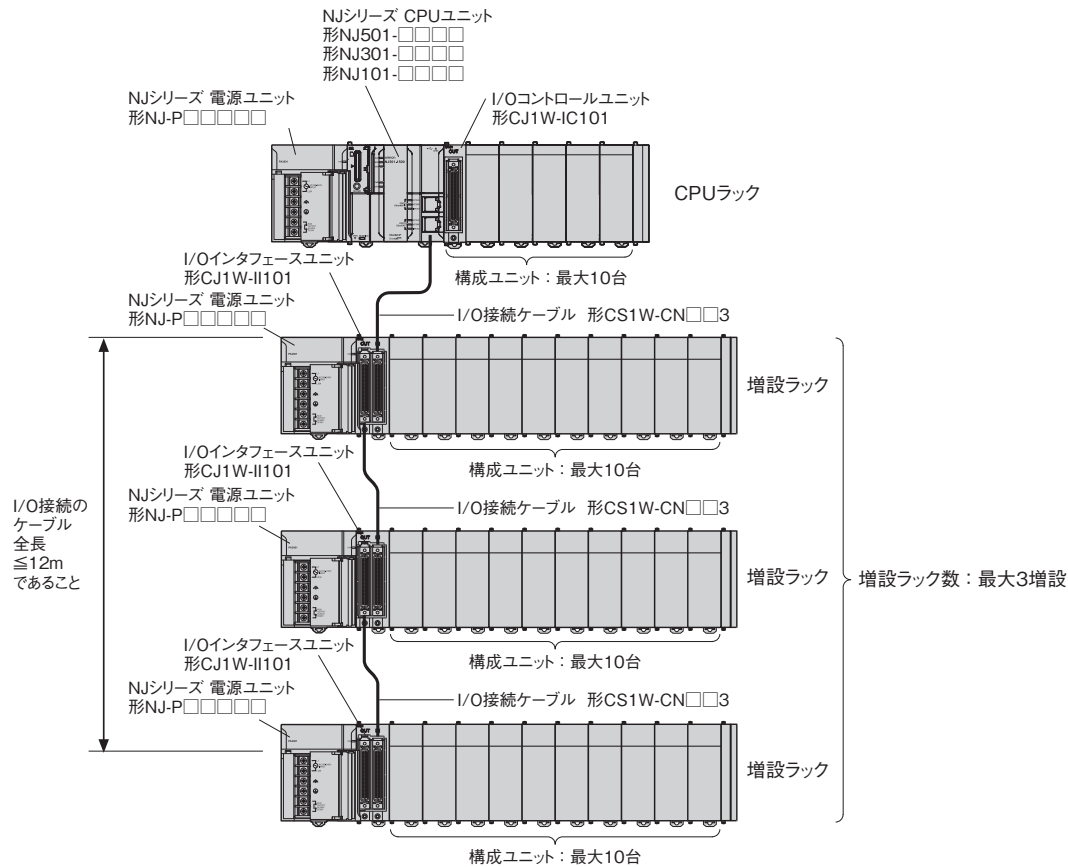 NJシリーズ CPUユニット
形NJ501-□□□□
形NJ301-□□□□
形NJ101-□□□□
NJシリーズ 電源ユニット
形NJ-P□□□□□
I/Oコントロールユニット
形CJ1W-IC101
OUT
CPUラック
構成ユニット：最大10台
I/Oインタフェースユニット
形CJ1W-II101
NJシリーズ 電源ユニット
形NJ-P□□□□□
I/O接続ケーブル 形CS1W-CN□□3
OUT
増設ラック
構成ユニット：最大10台
I/Oインタフェースユニット
形CJ1W-II101
NJシリーズ 電源ユニット
形NJ-P□□□□□
I/O接続ケーブル 形CS1W-CN□□3
OUT
I/O接続の
ケーブル
全長
≦12m
であること
増設ラック
増設ラック数：最大3増設
構成ユニット：最大10台
I/Oインタフェースユニット
形CJ1W-II101
NJシリーズ 電源ユニット
形NJ-P□□□□□
I/O接続ケーブル 形CS1W-CN□□3
OUT
増設ラック
構成ユニット：最大10台